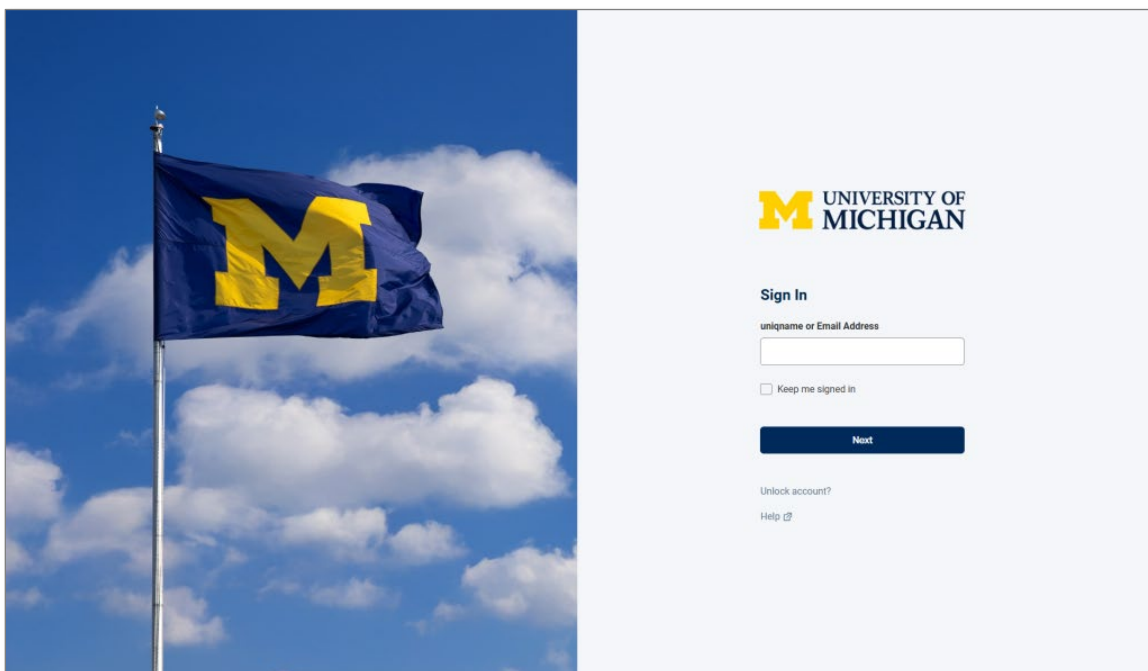 M
M UNIVERSITY OF
MICHIGAN
Sign In
uniqname or Email Address
Keep me signed in
Next
Unlock account?
Help